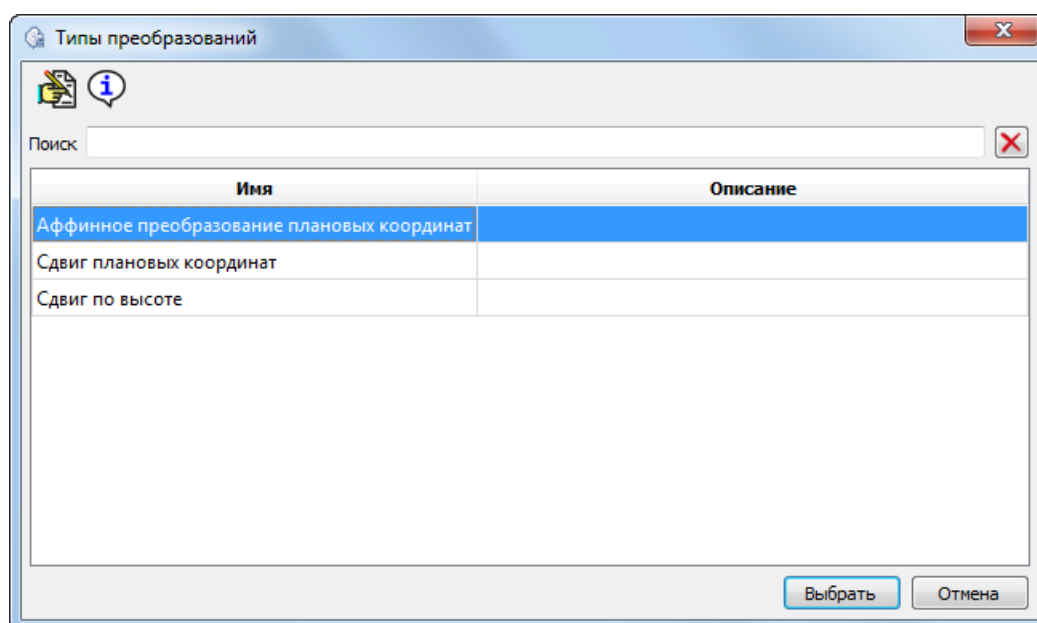 Типы преобразований
Поиск
Имя Описание
Аффинное преобразование плановых координат
Сдвиг плановых координат
Сдвиг по высоте
Выбрать Отмена